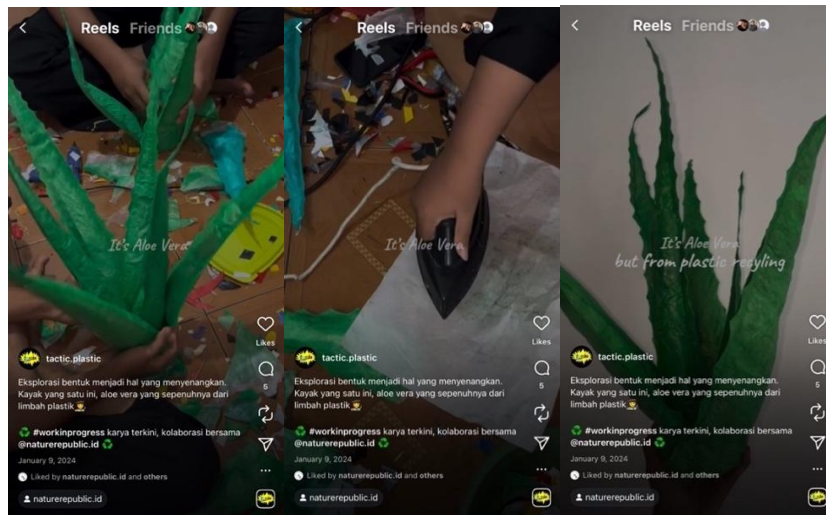 Reels Friends
It's Aloe Vera
tactic.plastic
Eksplorasi bentuk menjadi hal yang menyenangkan.
Kayak yang satu ini, aloe vera yang sepenuhnya dari
limbah plastik
#workinprogress karya terkini, kolaborasi bersama
@naturerepublic.id
January 9, 2024
Liked by naturerepublic.id and others
naturerepublic.id
Likes
5
Reels Friends
It's Aloe Vera
tactic.plastic
Eksplorasi bentuk menjadi hal yang menyenangkan.
Kayak yang satu ini, aloe vera yang sepenuhnya dari
limbah plastik
#workinprogress karya terkini, kolaborasi bersama
@naturerepublic.id
January 9, 2024
Liked by naturerepublic.id and others
naturerepublic.id
Likes
5
Reels Friends
It's Aloe Vera
but from plastic recyling
tactic.plastic
Eksplorasi bentuk menjadi hal yang menyenangkan.
Kayak yang satu ini, aloe vera yang sepenuhnya dari
limbah plastik
#workinprogress karya terkini, kolaborasi bersama
@naturerepublic.id
January 9, 2024
Liked by naturerepublic.id and others
naturerepublic.id
Likes
5